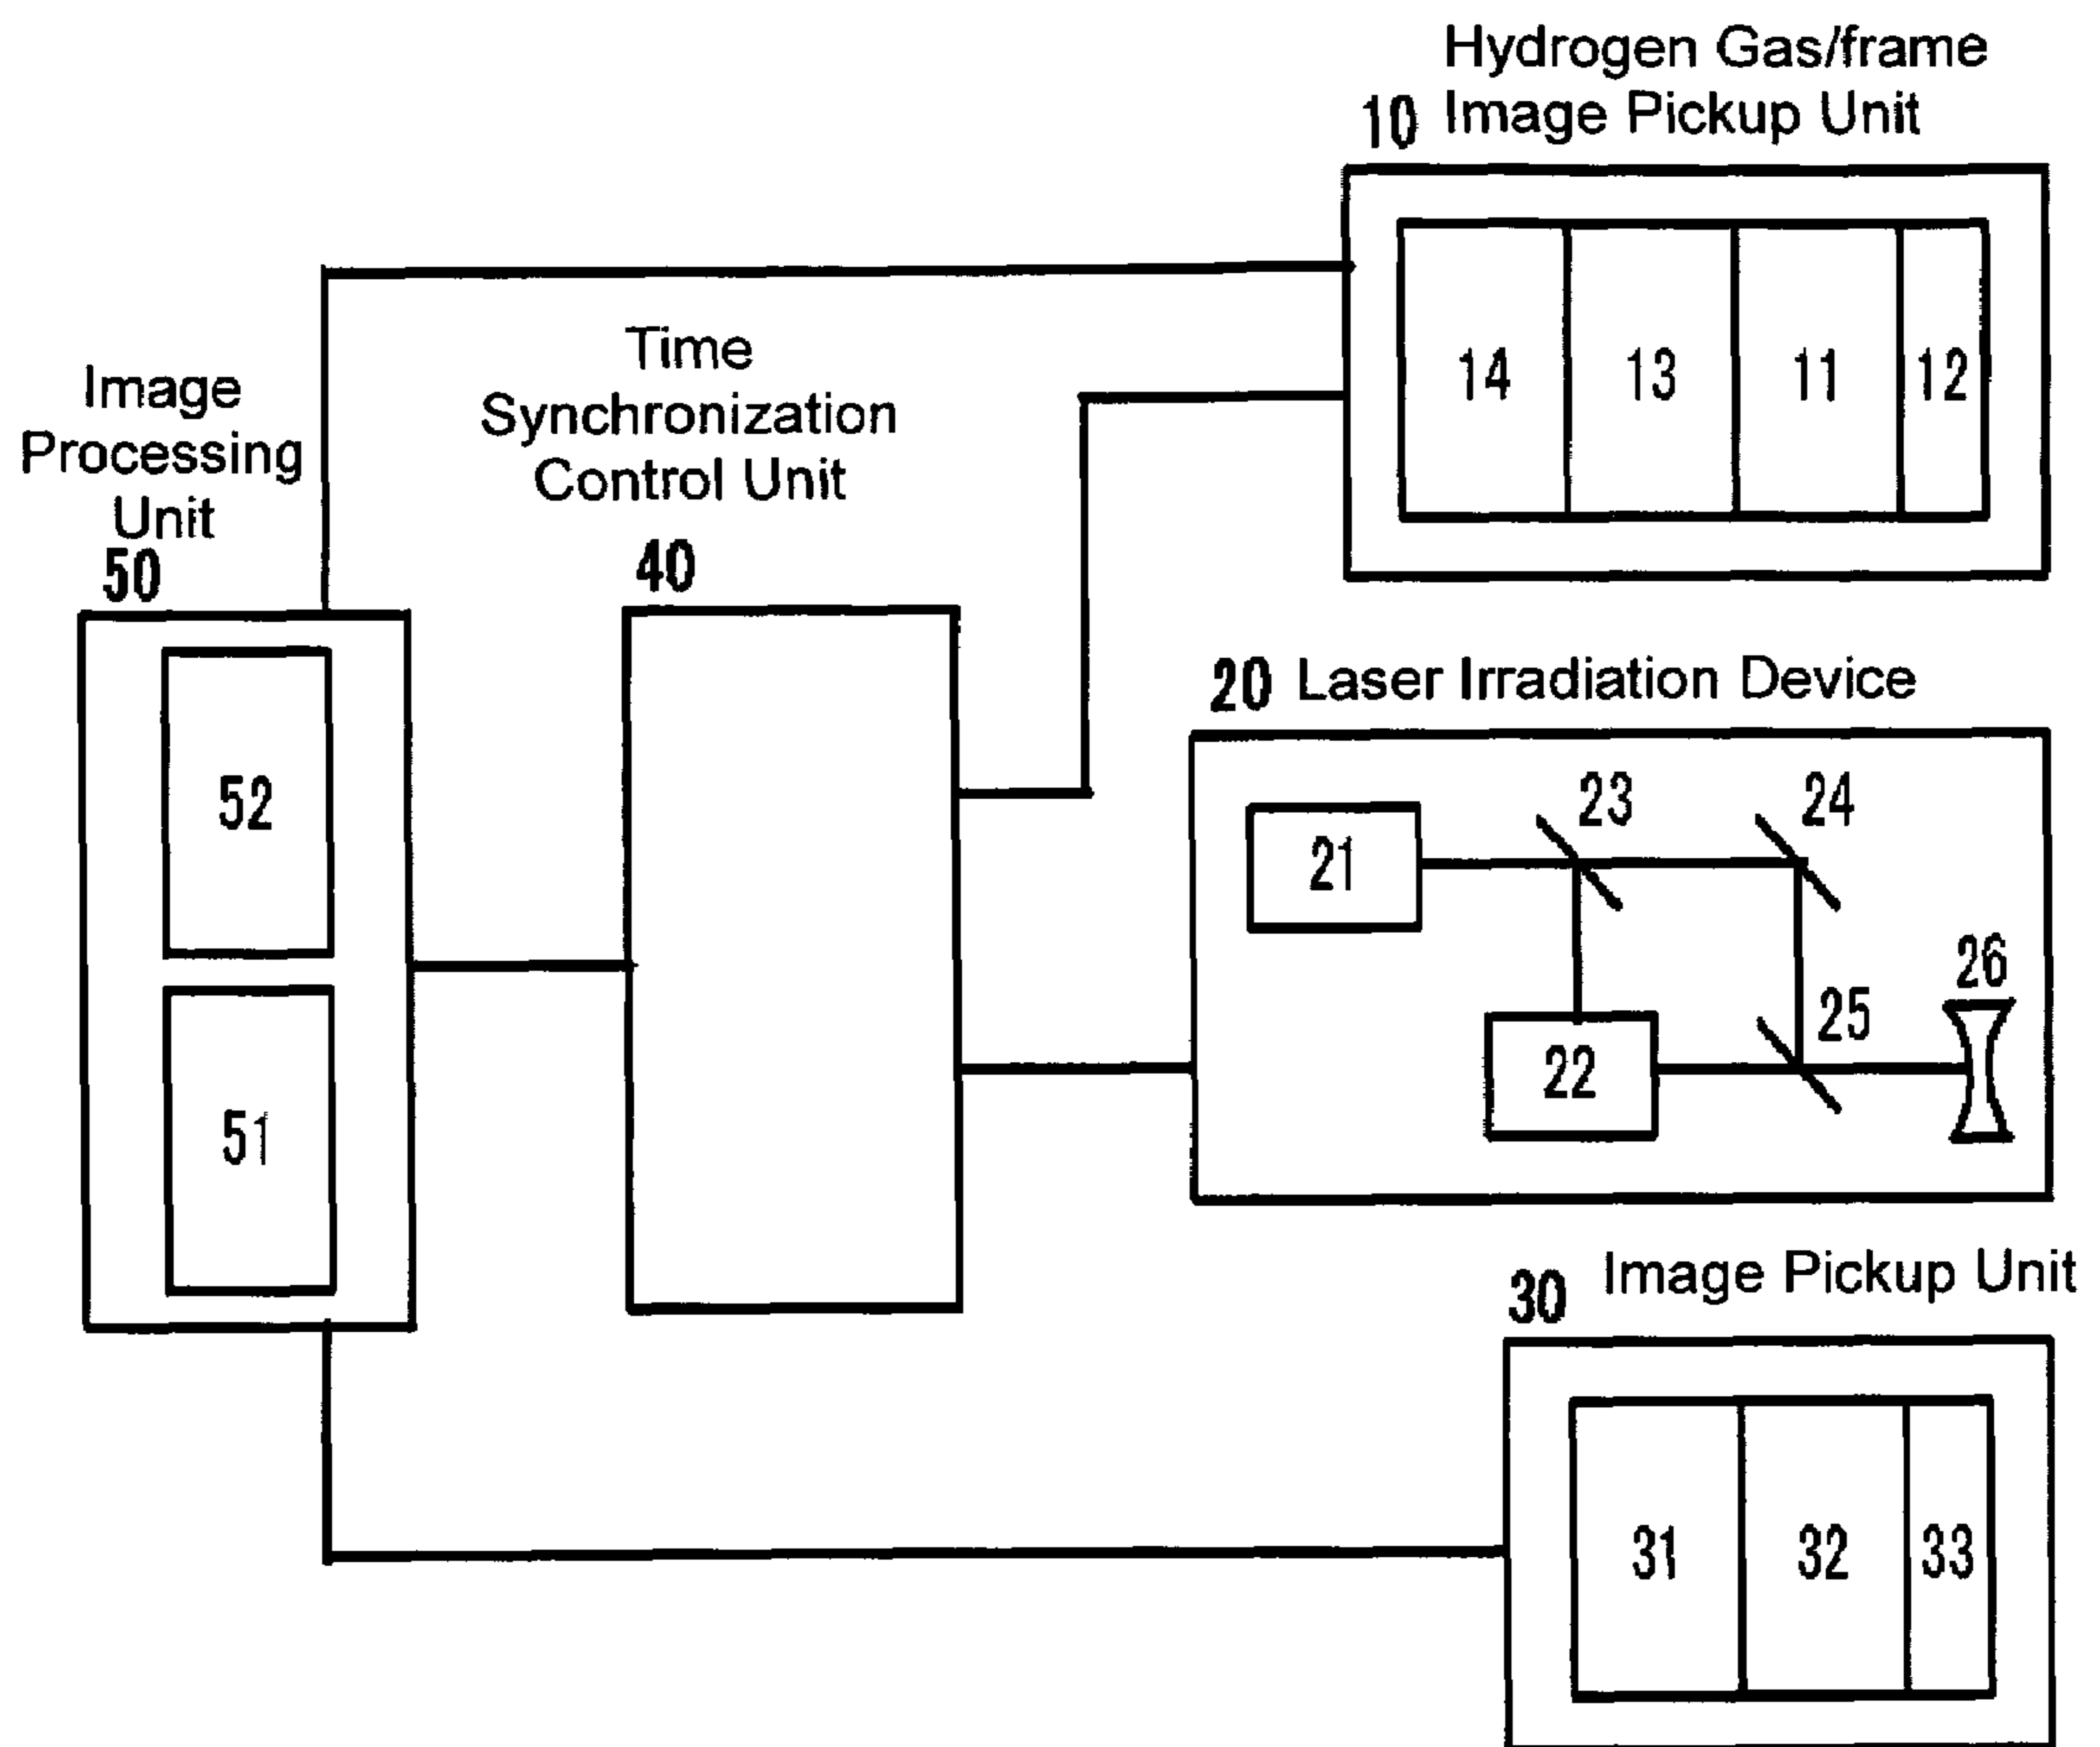 Hydrogen Gas/frame
10 Image Pickup Unit
14 13 11 12
Time
Synchronization
Control Unit
40
Image
Processing
Unit
50
52
51
20 Laser Irradiation Device
23 24
21
26
25
22
30 Image Pickup Unit
31 32 33